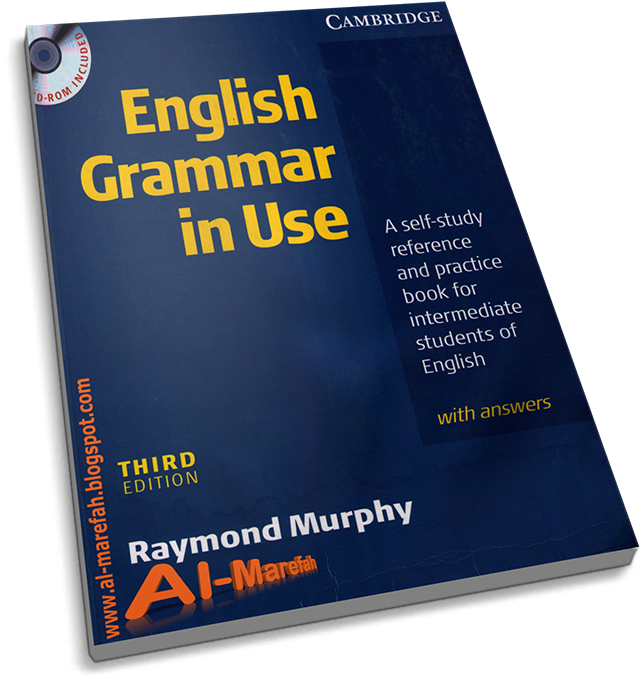 CAMBRIDGE
D-ROM INCLUDED
English
Grammar
in Use
A self-study
reference
and practice
book for
intermediate
students of
English
with answers
THIRD
EDITION
Raymond Murphy
Al-Marefah
www.al-marefah.blogspot.com